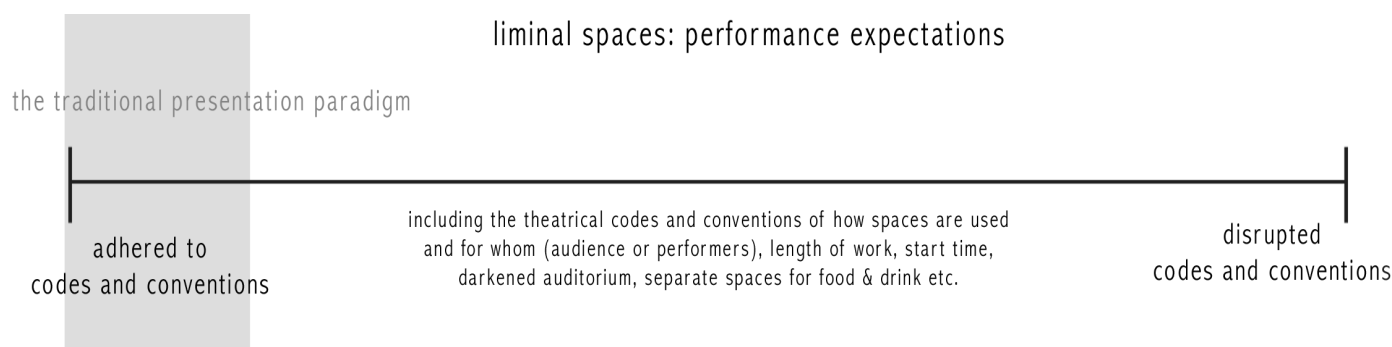 liminal spaces: performance expectations
the traditional presentation paradigm
adhered to
codes and conventions
including the theatrical codes and conventions of how spaces are used
and for whom (audience or performers), length of work, start time,
darkened auditorium, separate spaces for food & drink etc.
disrupted
codes and conventions